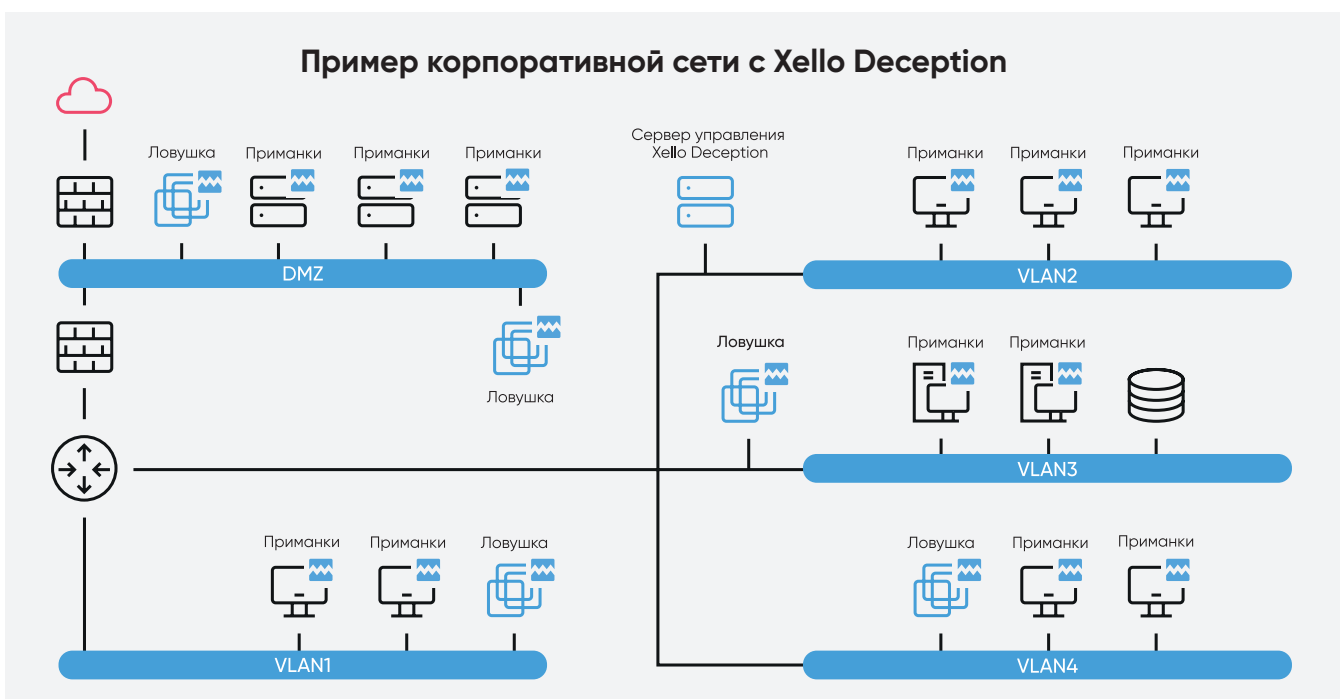 Пример корпоративной сети с Xello Deception
Ловушка
Приманки
Приманки
Приманки
Сервер управления
Xello Deception
Приманки
Приманки
Приманки
DMZ
VLAN2
Ловушка
Ловушка
Приманки
Приманки
VLAN3
Приманки
Приманки
Ловушка
Ловушка
Приманки
Приманки
VLAN1
VLAN4